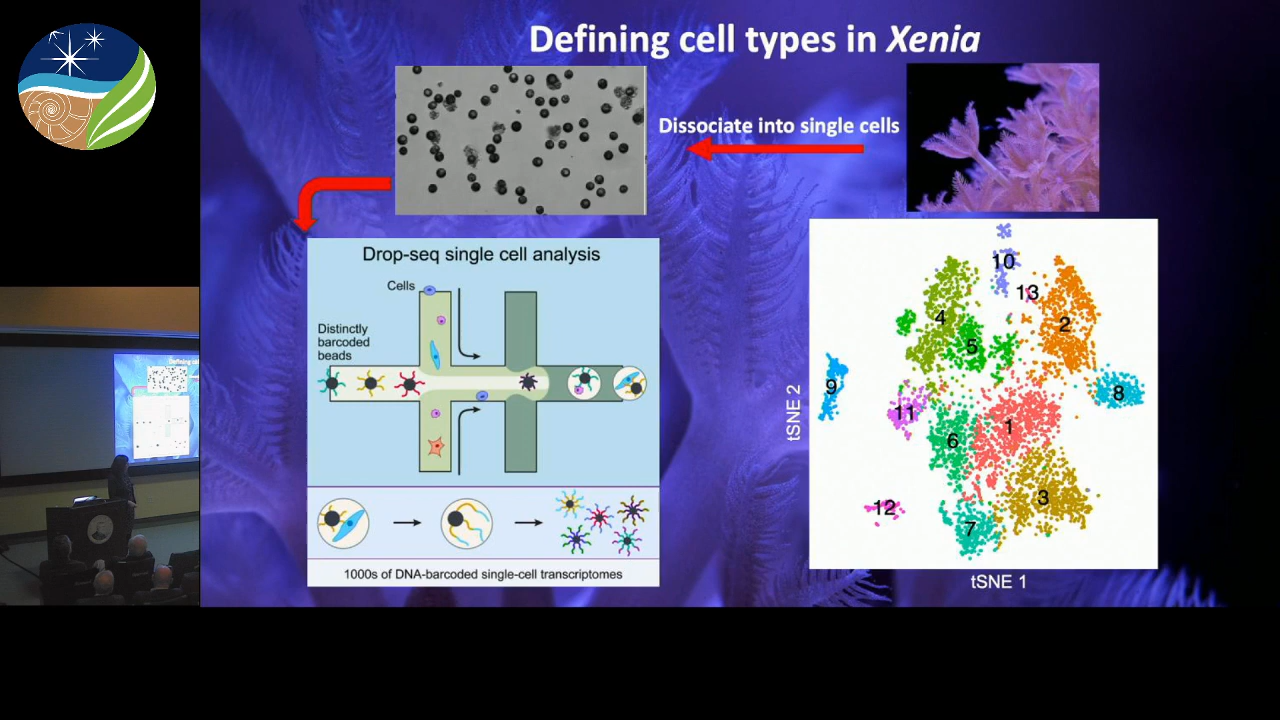 Defining cell types in Xenia
Dissociate into single cells
Drop-seq single cell analysis
Cells
Distinctly
barcoded
beads
1000s of DNA-barcoded single-cell transcriptomes
10
13
4
2
5
9
8
11
1
6
3
12
7
tSNE 2
tSNE 1